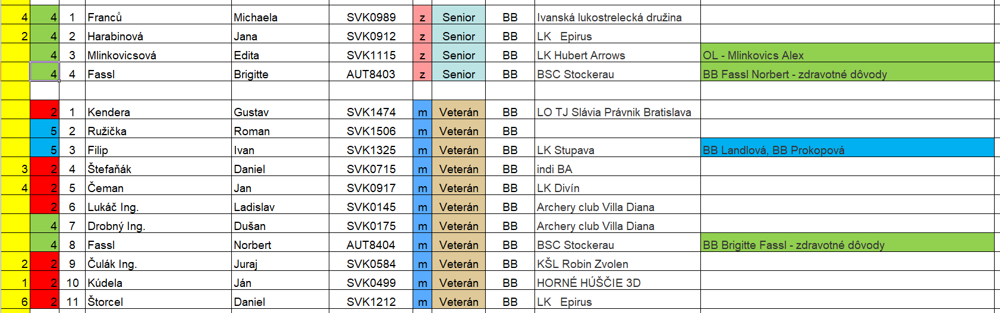 4 4 1 Franců Michaela SVK0989 z Senior BB Ivanská lukostrelecká družina
2 4 2 Harabinová Jana SVK0912 z Senior BB LK Epirus
4 3 Mlinkovicsová Edita SVK1115 z Senior BB LK Hubert Arrows OL - Mlinkovics Alex
4 4 Fassl Brigitte AUT8403 z Senior BB BSC Stockerau BB Fassl Norbert - zdravotné dôvody
2 1 Kendera Gustav SVK1474 m Veterán BB LO TJ Slávia Právnik Bratislava
5 2 Ružička Roman SVK1506 m Veterán BB
5 3 Filip Ivan SVK1325 m Veterán BB LK Stupava BB Landlová, BB Prokopová
3 2 4 Štefaňák Daniel SVK0715 m Veterán BB indi BA
4 2 5 Čeman Jan SVK0917 m Veterán BB LK Divín
2 6 Lukáč Ing. Ladislav SVK0145 m Veterán BB Archery club Villa Diana
4 7 Drobný Ing. Dušan SVK0175 m Veterán BB Archery club Villa Diana
4 8 Fassl Norbert AUT8404 m Veterán BB BSC Stockerau BB Brigitte Fassl - zdravotné dôvody
2 2 9 Čulák Ing. Juraj SVK0584 m Veterán BB KŠL Robin Zvolen
1 2 10 Kúdela Ján SVK0499 m Veterán BB HORNÉ HÚŠČIE 3D
6 2 11 Štorcel Daniel SVK1212 m Veterán BB LK Epirus